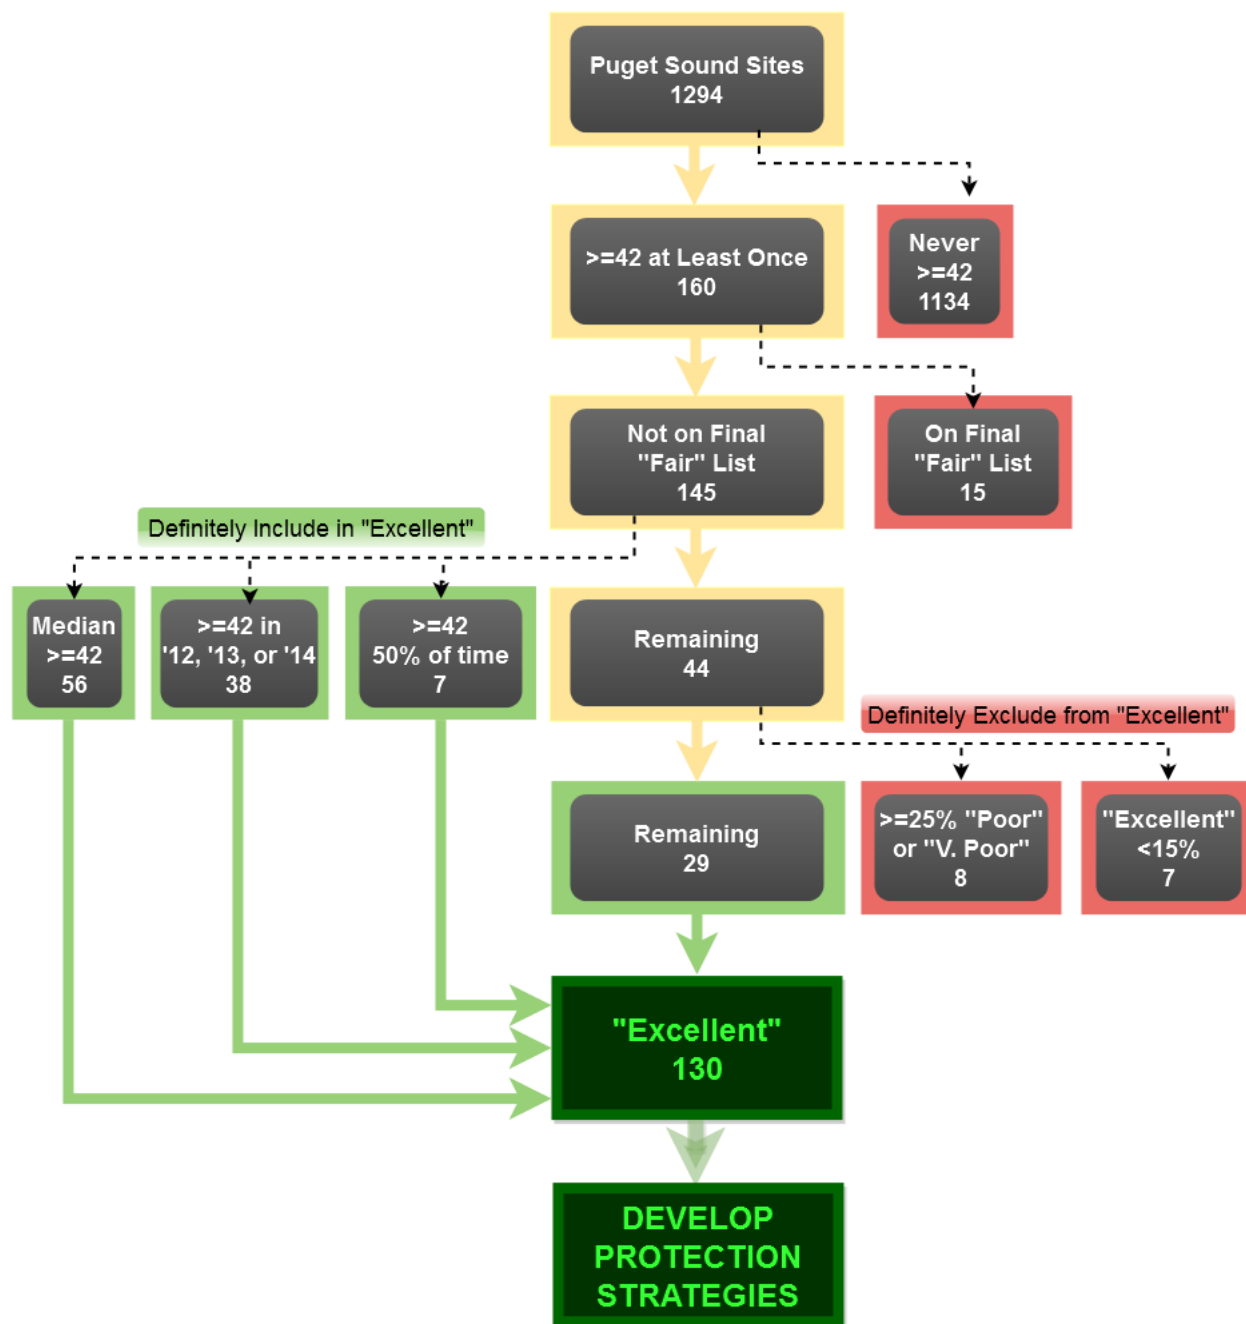 Puget Sound Sites
1294
>=42 at Least Once
160
Never
>=42
1134
Not on Final
"Fair" List
145
On Final
"Fair" List
15
Definitely Include in "Excellent"
Median
>=42
56
>=42 in
'12, '13, or '14
38
>=42
50% of time
7
Remaining
44
Definitely Exclude from "Excellent"
Remaining
29
>=25% "Poor"
or "V. Poor"
8
"Excellent"
<15%
7
"Excellent"
130
DEVELOP
PROTECTION
STRATEGIES